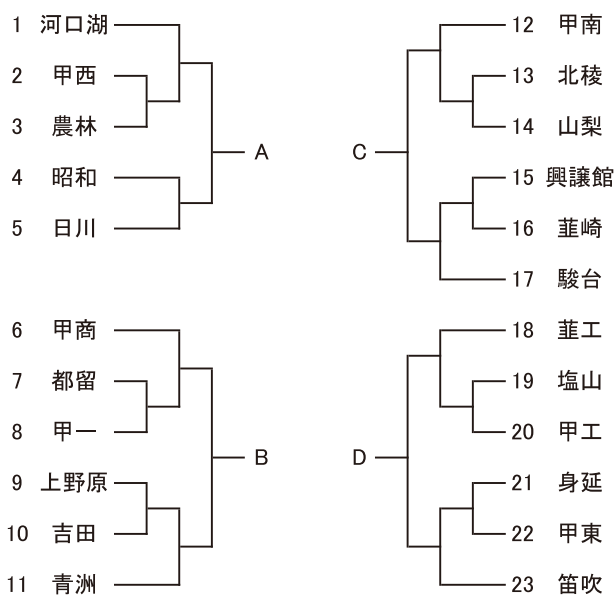 1 河口湖
2 甲西
3 農林
4 昭和
5 日川
A
6 甲商
7 都留
8 甲一
9 上野原
10 吉田
11 青洲
B
12 甲南
13 北稜
14 山梨
15 興譲館
16 韮崎
17 駿台
C
18 韮工
19 塩山
20 甲工
21 身延
22 甲東
23 笛吹
D